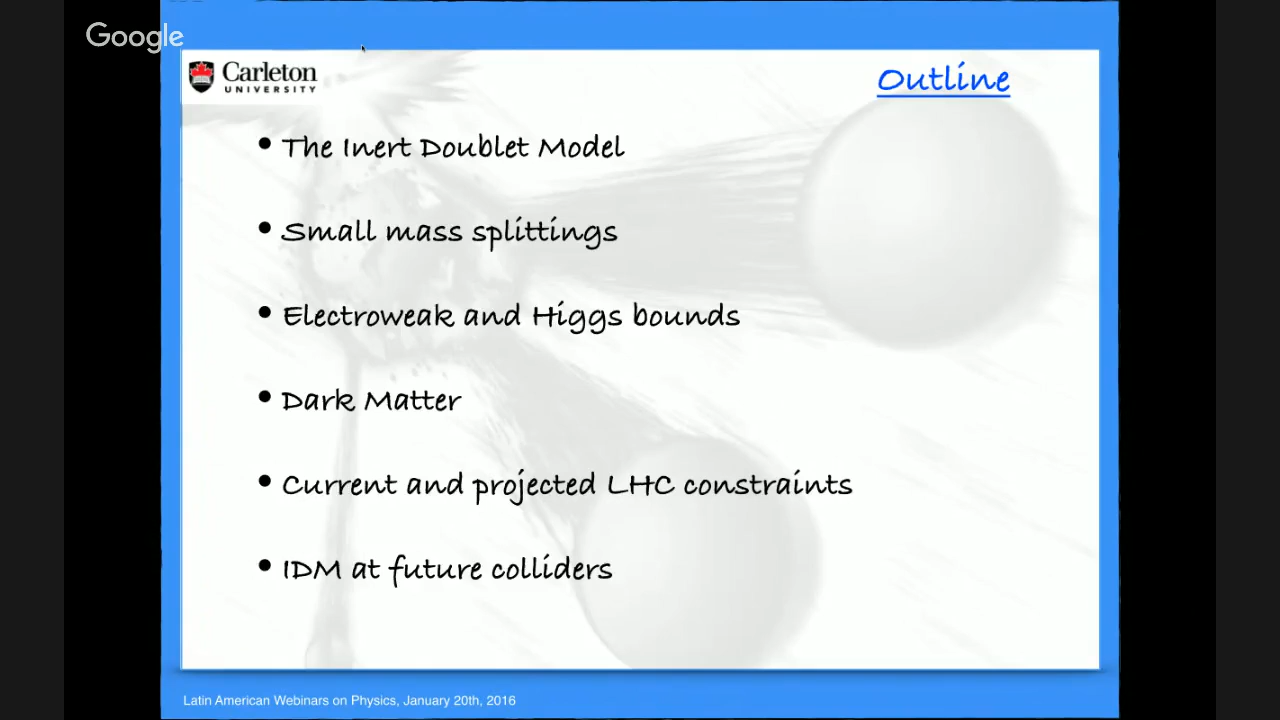 Google
Carleton
UNIVERSITY
Outline
• The Inert Doublet Model
• Small mass splittings
• Electroweak and Higgs bounds
• Dark Matter
• Current and projected LHC constraints
• IDM at future colliders
Latin American Webinars on Physics, January 20th, 2016